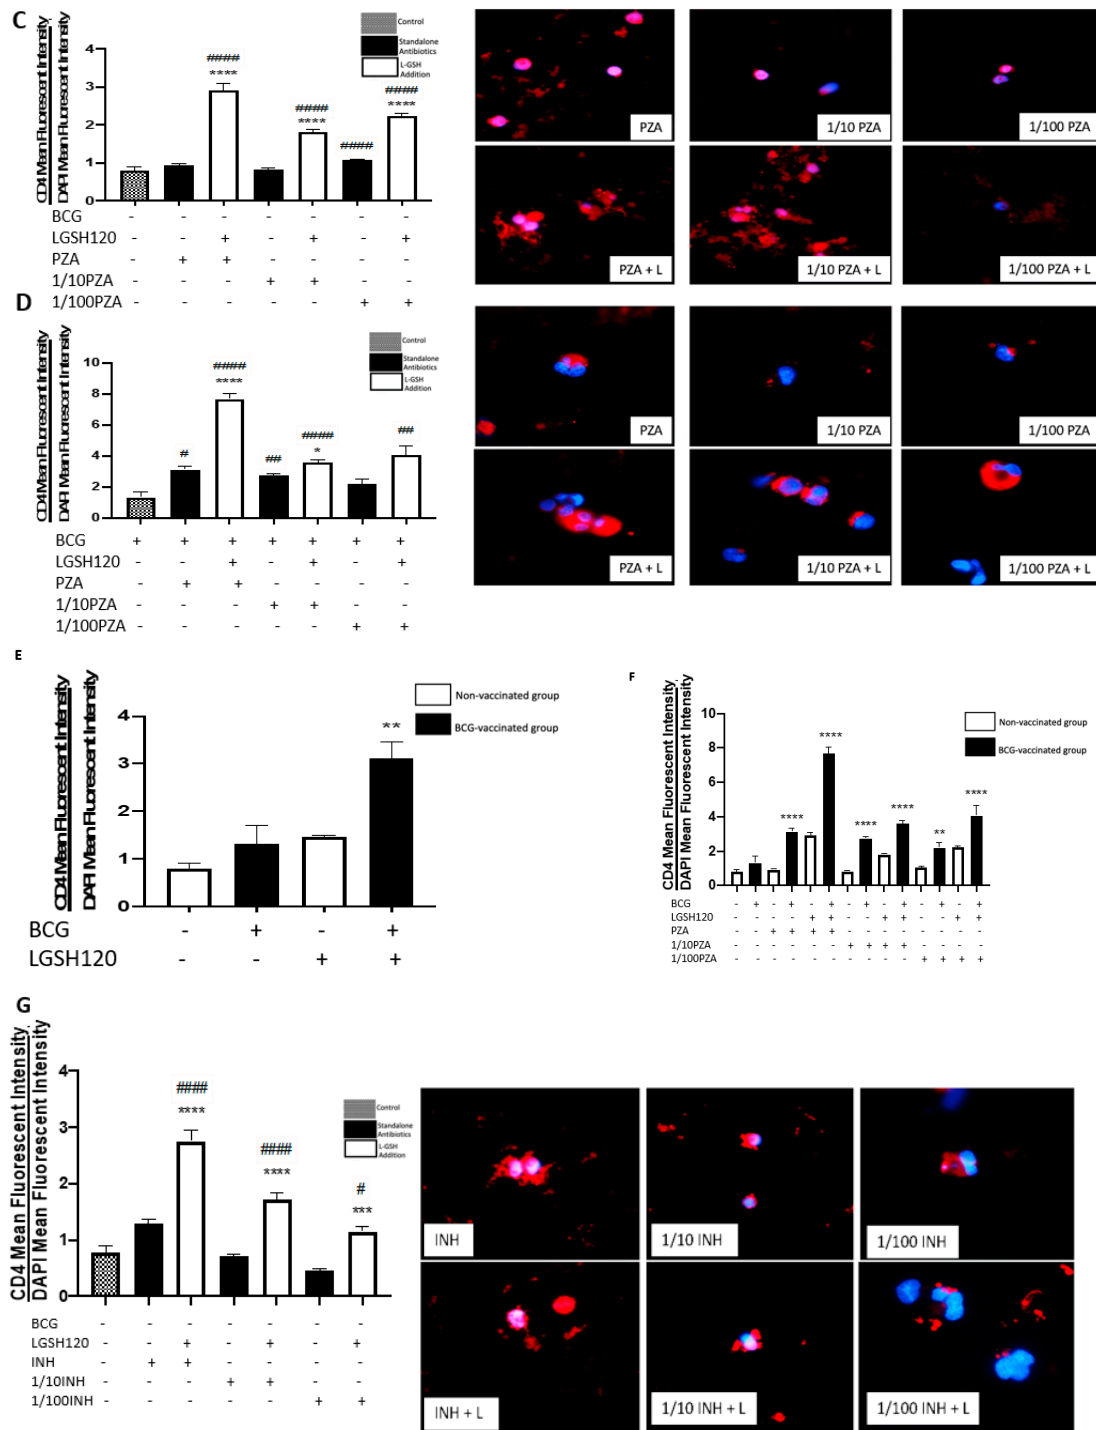 C
CD4 Mean Fluorescent Intensity
DAPI Mean Fluorescent Intensity
4
3
2
1
0
####
****
####
****
####
####
****
Control
Standalone
Antibiotics
L-GSH
Addition
BCG - - - - - - -
LGSH120 - - + - + - +
PZA - + + - - - -
1/10PZA - - - + + - -
1/100PZA - - - - - + +
PZA
1/10 PZA
1/100 PZA
PZA + L
1/10 PZA + L
1/100 PZA + L
D
CD4 Mean Fluorescent Intensity
DAPI Mean Fluorescent Intensity
10
8
6
4
2
0
#
####
****
##
####
*
##
Control
Standalone
Antibiotics
L-GSH
Addition
BCG + + + + + + +
LGSH120 - - + - + - +
PZA - + + - - - -
1/10PZA - - - + + - -
1/100PZA - - - - - + +
PZA
1/10 PZA
1/100 PZA
PZA + L
1/10 PZA + L
1/100 PZA + L
E
CD4 Mean Fluorescent Intensity
DAPI Mean Fluorescent Intensity
4
3
2
1
0
**
Non-vaccinated group
BCG-vaccinated group
BCG - + - +
LGSH120 - - + +
F
CD4 Mean Fluorescent Intensity
DAPI Mean Fluorescent Intensity
10
8
6
4
2
0
****
****
****
****
**
****
Non-vaccinated group
BCG-vaccinated group
BCG - + - + - + - + - + - + - +
LGSH120 - - - - + + - - + + - - + +
PZA - - + + + + - - - - - - - -
1/10PZA - - - - - - + + + + - - - -
1/100PZA - - - - - - - - - - + + + +
G
CD4 Mean Fluorescent Intensity
DAPI Mean Fluorescent Intensity
4
3
2
1
0
####
****
####
****
#
***
Control
Standalone
Antibiotics
L-GSH
Addition
BCG - - - - - - -
LGSH120 - - + - + - +
INH - + + - - - -
1/10INH - - - + + - -
1/100INH - - - - - + +
INH
1/10 INH
1/100 INH
INH + L
1/10 INH + L
1/100 INH + L